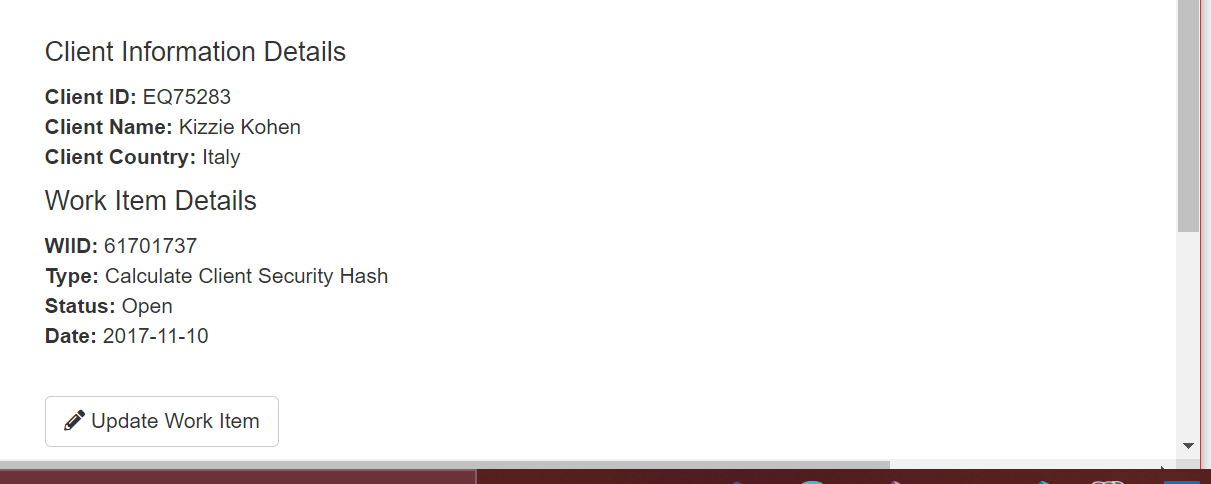 Client Information Details
Client ID: EQ75283
Client Name: Kizzie Kohen
Client Country: Italy
Work Item Details
WIID: 61701737
Type: Calculate Client Security Hash
Status: Open
Date: 2017-11-10
Update Work Item